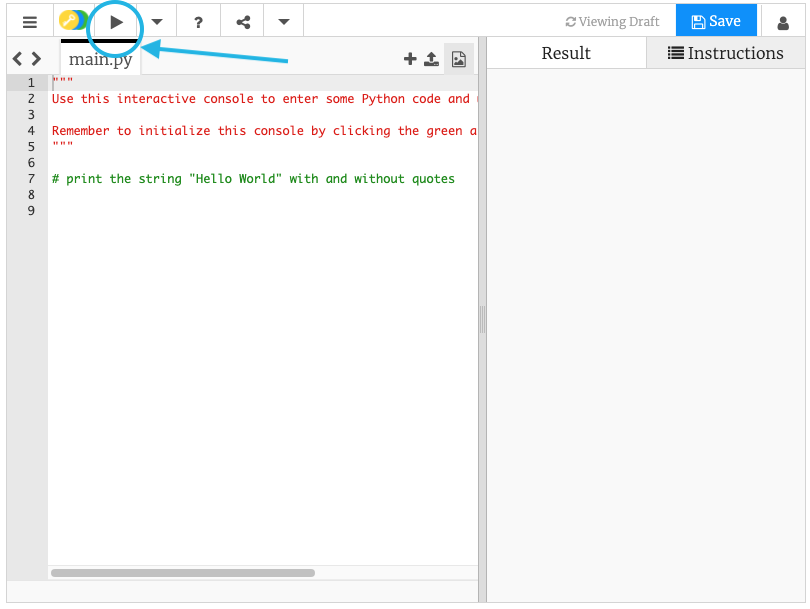 ? Viewing Draft Save
main.py
Result Instructions
1 """
2 Use this interactive console to enter some Python code and
3
4 Remember to initialize this console by clicking the green a
5 """
6
7 # print the string "Hello World" with and without quotes
8
9